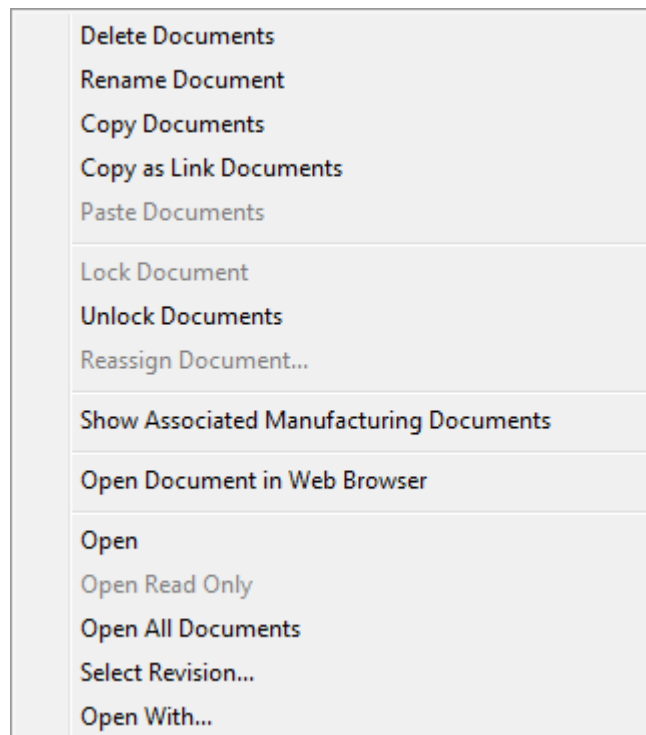 Delete Documents
Rename Document
Copy Documents
Copy as Link Documents
Paste Documents
Lock Document
Unlock Documents
Reassign Document...
Show Associated Manufacturing Documents
Open Document in Web Browser
Open
Open Read Only
Open All Documents
Select Revision...
Open With...